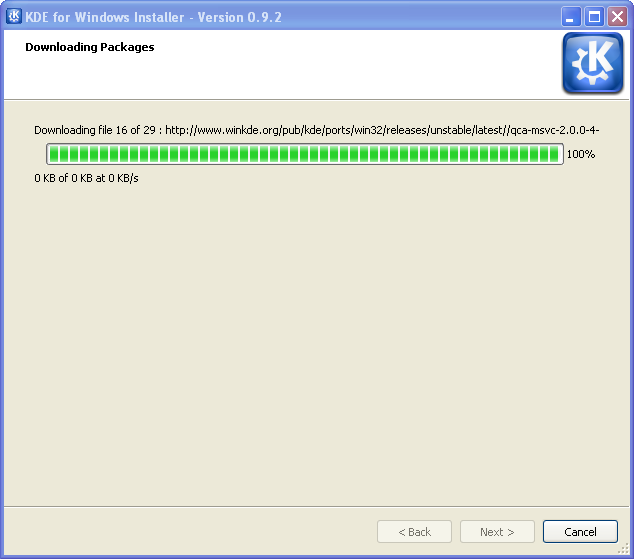 KDE for Windows Installer - Version 0.9.2
Downloading Packages
Downloading file 16 of 29 : http://www.winkde.org/pub/kde/ports/win32/releases/unstable/latest//qca-msvc-2.0.0-4-
100%
0 KB of 0 KB at 0 KB/s
< Back Next > Cancel